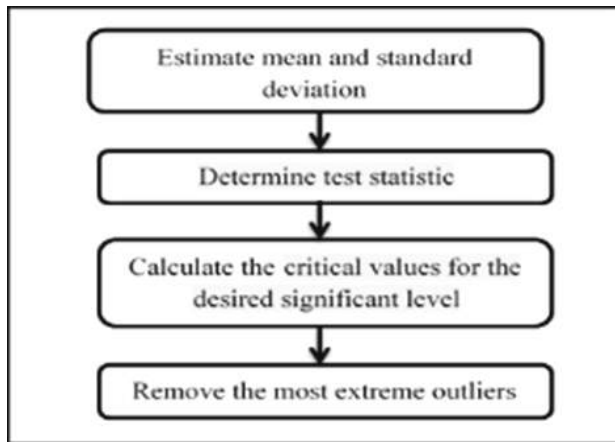 Estimate mean and standard
deviation
Determine test statistic
Calculate the critical values for the
desired significant level
Remove the most extreme outliers